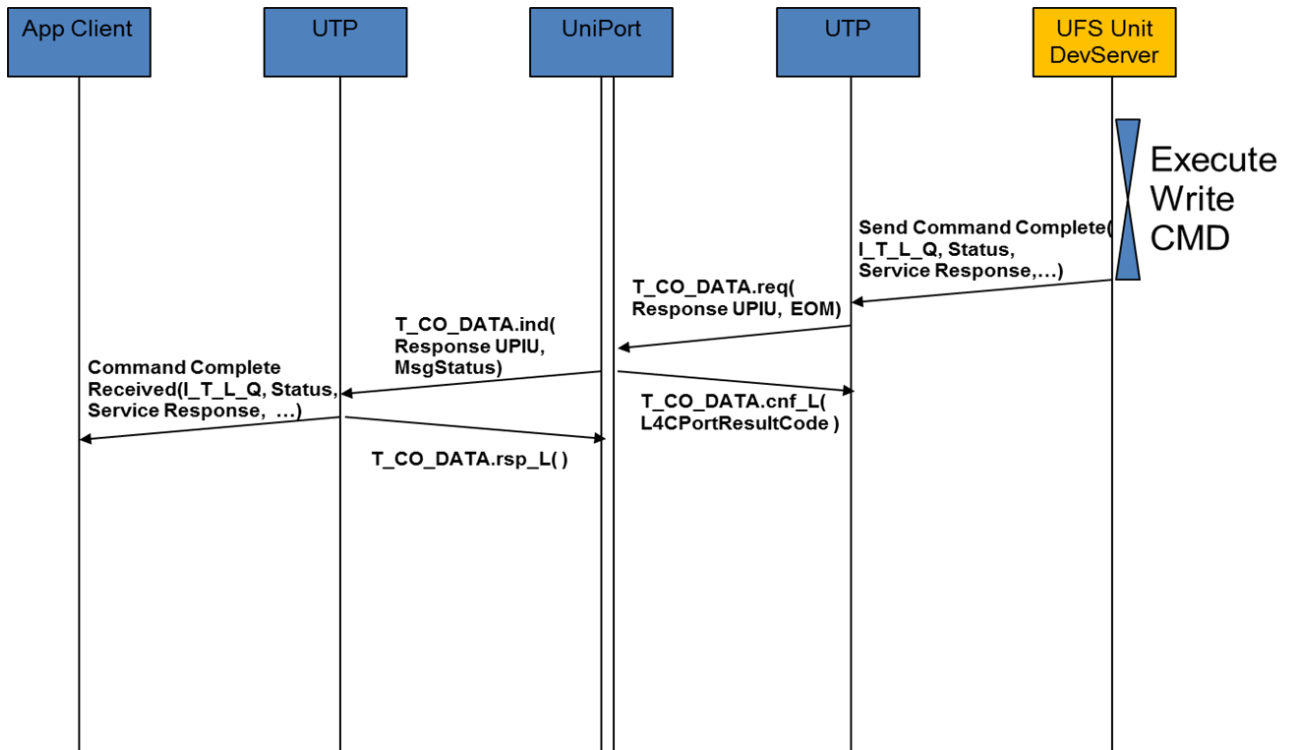 App Client
UTP
UniPort
UTP
UFS Unit
DevServer
Execute
Write
CMD
Send Command Complete(
I_T_L_Q, Status,
Service Response,…)
T_CO_DATA.req(
Response UPIU, EOM)
T_CO_DATA.ind(
Response UPIU,
MsgStatus)
Command Complete
Received(I_T_L_Q, Status,
Service Response, …)
T_CO_DATA.cnf_L(
L4CPortResultCode )
T_CO_DATA.rsp_L( )